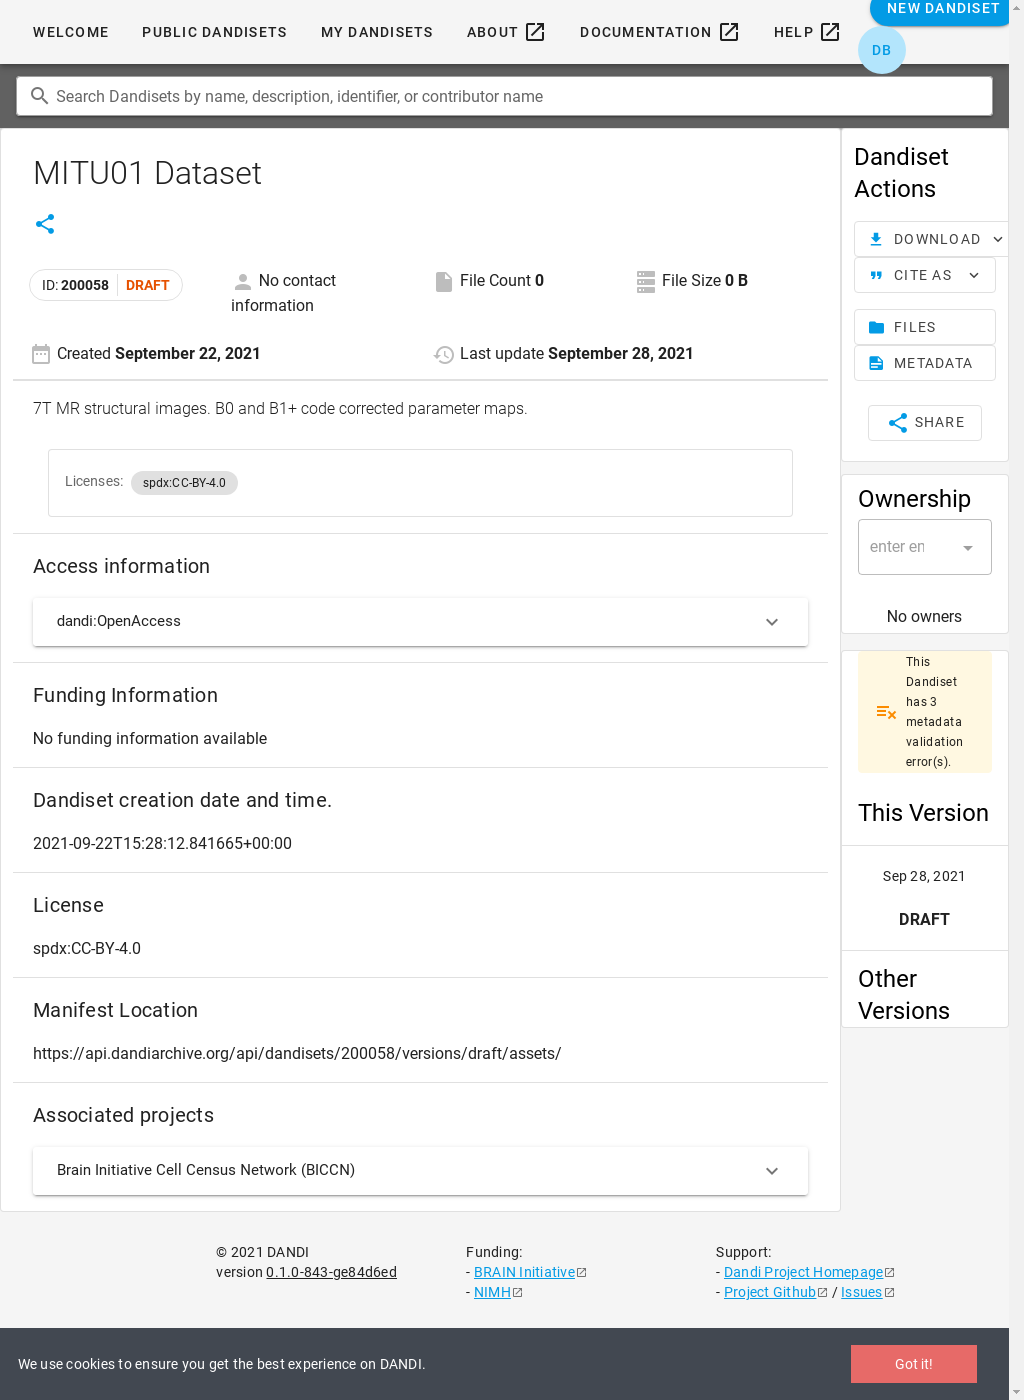 WELCOME
PUBLIC DANDISETS
MY DANDISETS
ABOUT
DOCUMENTATION
HELP
NEW DANDISET
DB
Search Dandisets by name, description, identifier, or contributor name
MITU01 Dataset
ID: 200058 DRAFT
No contact
information
File Count 0
File Size 0 B
Created September 22, 2021
Last update September 28, 2021
7T MR structural images. B0 and B1+ code corrected parameter maps.
Licenses: spdx:CC-BY-4.0
Access information
dandi:OpenAccess
Funding Information
No funding information available
Dandiset creation date and time.
2021-09-22T15:28:12.841665+00:00
License
spdx:CC-BY-4.0
Manifest Location
https://api.dandiarchive.org/api/dandisets/200058/versions/draft/assets/
Associated projects
Brain Initiative Cell Census Network (BICCN)
Dandiset
Actions
DOWNLOAD
CITE AS
FILES
METADATA
SHARE
Ownership
enter en
No owners
This
Dandiset
has 3
metadata
validation
error(s).
This Version
Sep 28, 2021
DRAFT
Other
Versions
© 2021 DANDI
version 0.1.0-843-ge84d6ed
Funding:
- BRAIN Initiative
- NIMH
Support:
- Dandi Project Homepage
- Project Github / Issues
We use cookies to ensure you get the best experience on DANDI.
Got it!